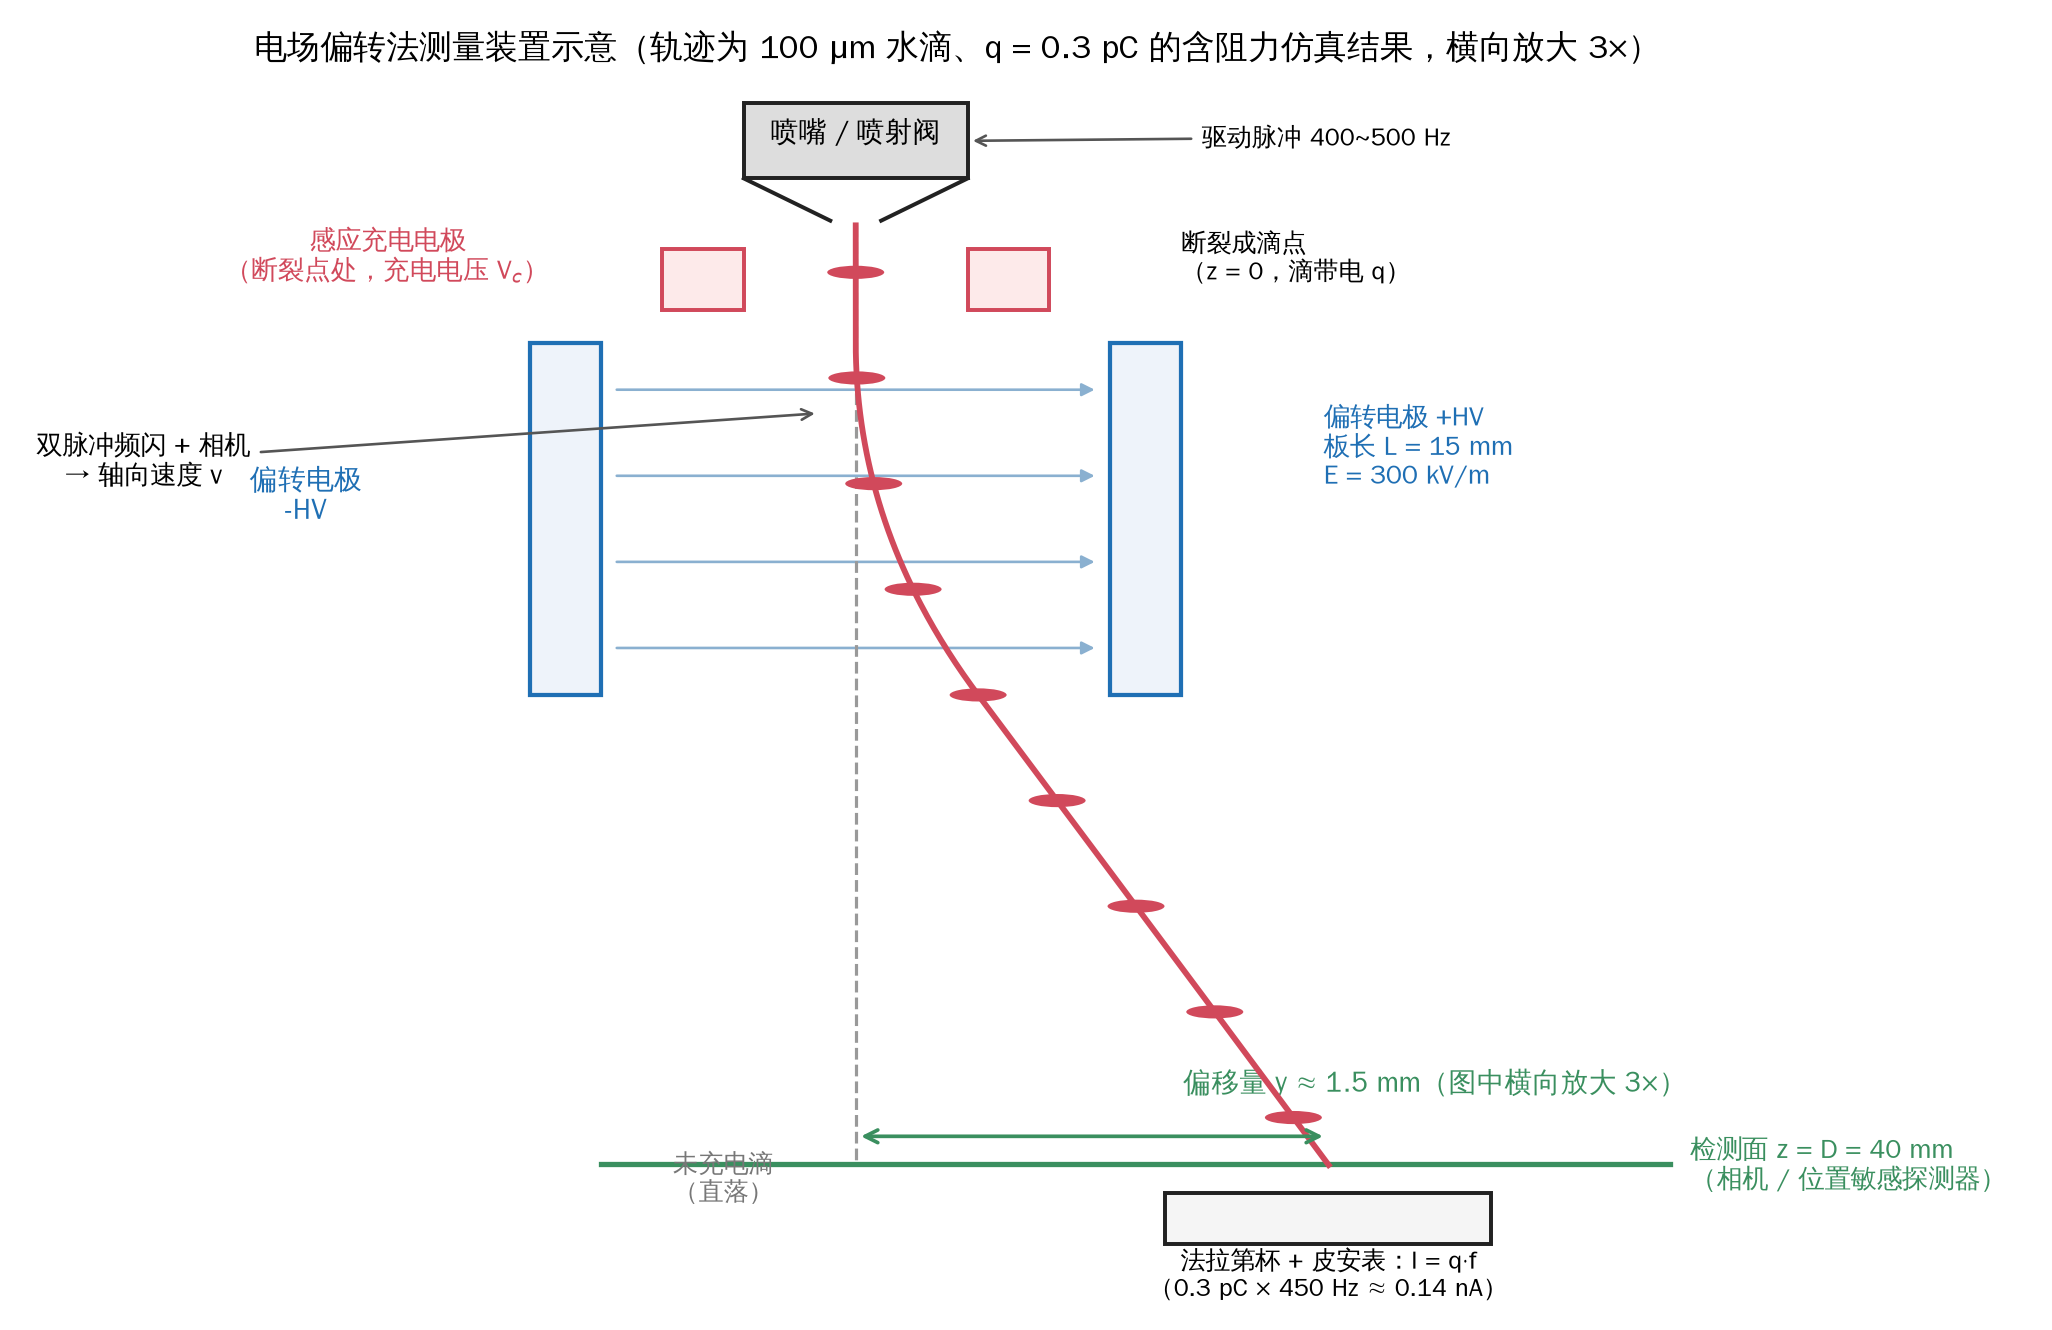 电场偏转法测量装置示意（轨迹为 100 µm 水滴、q = 0.3 pC 的含阻力仿真结果，横向放大 3×）
喷嘴 / 喷射阀
驱动脉冲 400~500 Hz
感应充电电极
（断裂点处，充电电压 V_c）
断裂成滴点
（z = 0，滴带电 q）
偏转电极 +HV
板长 L = 15 mm
E = 300 kV/m
双脉冲频闪 + 相机
→ 轴向速度 v
偏转电极
-HV
偏移量 y ≈ 1.5 mm（图中横向放大 3×）
检测面 z = D = 40 mm
（相机 / 位置敏感探测器）
未充电滴
（直落）
法拉第杯 + 皮安表：I = q·f
（0.3 pC × 450 Hz ≈ 0.14 nA）